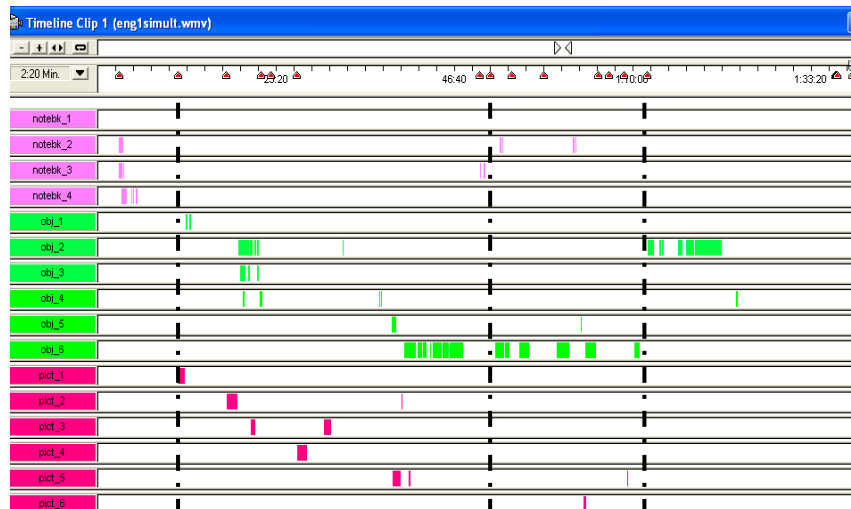 Timeline Clip 1 (eng1simult.wmv)
- +
2:20 Min. 23:20 46:40 1:10:00 1:33:20
notebk_1
notebk_2
notebk_3
notebk_4
obj_1
obj_2
obj_3
obj_4
obj_5
obj_6
pict_1
pict_2
pict_3
pict_4
pict_5
pict_6